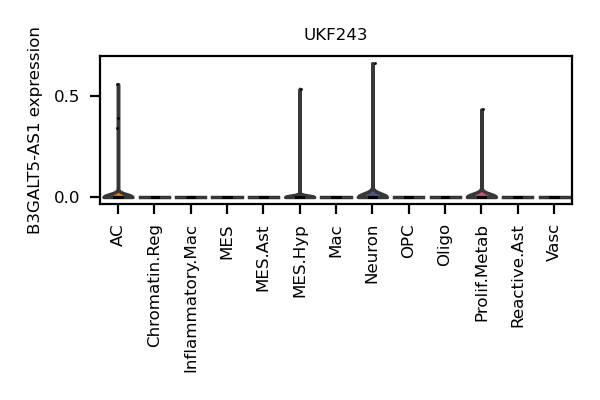 UKF243
B3GALT5-AS1 expression
0.5
0.0
AC
Chromatin.Reg
Inflammatory.Mac
MES
MES.Ast
MES.Hyp
Mac
Neuron
OPC
Oligo
Prolif.Metab
Reactive.Ast
Vasc